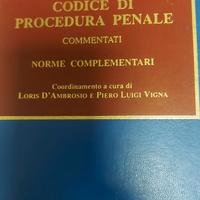 CODICE DI
PROCEDURA PENALE
COMMENTATI
NORME COMPLEMENTARI
Coordinamento a cura di
LORIS D'AMBROSIO E PIERO LUIGI VIGNA